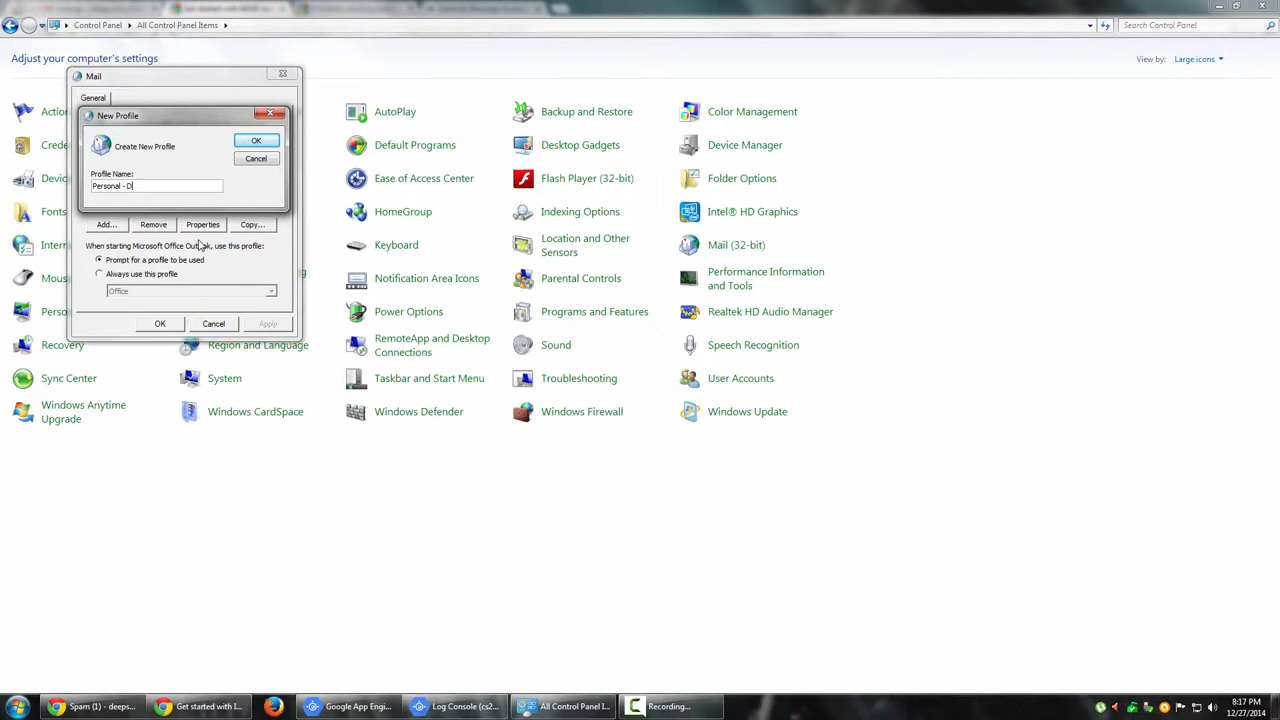 Control Panel
All Control Panel Items
Search Control Panel
Adjust your computer's settings
View by:
Large icons
Mail
General
New Profile
Create New Profile
OK
Cancel
Profile Name:
Personal - D
Add...
Remove
Properties
Copy...
When starting Microsoft Office Outlook, use this profile:
Prompt for a profile to be used
Always use this profile
Office
OK
Cancel
Apply
Recovery
Region and Language
Sync Center
System
Windows Anytime
Upgrade
Windows CardSpace
AutoPlay
Backup and Restore
Color Management
Default Programs
Desktop Gadgets
Device Manager
Ease of Access Center
Flash Player (32-bit)
Folder Options
Fonts
HomeGroup
Indexing Options
Intel® HD Graphics
Keyboard
Location and Other
Sensors
Mail (32-bit)
Notification Area Icons
Parental Controls
Performance Information
and Tools
Power Options
Programs and Features
Realtek HD Audio Manager
RemoteApp and Desktop
Connections
Sound
Speech Recognition
Taskbar and Start Menu
Troubleshooting
User Accounts
Windows Defender
Windows Firewall
Windows Update
Spam (1) - deeps...
Get started with I...
Google App Engi...
Log Console (cs2...
All Control Panel I...
Recording...
8:17 PM
12/27/2014